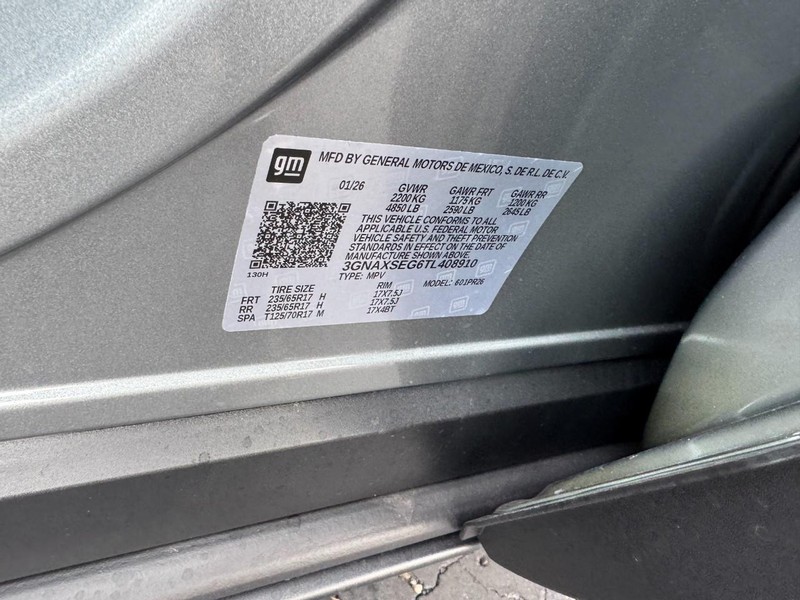 gm MFD BY GENERAL MOTORS DE MEXICO, S. DE R.L. DE C.V.
01/26 GVWR GAWR FRT GAWR RR
2200 KG 1175 KG 1200 KG
4850 LB 2590 LB 2645 LB
THIS VEHICLE CONFORMS TO ALL
APPLICABLE U.S. FEDERAL MOTOR
VEHICLE SAFETY AND THEFT PREVENTION
STANDARDS IN EFFECT ON THE DATE OF
MANUFACTURE SHOWN ABOVE.
3GNAXSEG6TL408910
130H
TYPE: MPV MODEL: 601PR26
TIRE SIZE RIM
FRT 235/65R17 H 17X7.5J
RR 235/65R17 H 17X7.5J
SPA T125/70R17 M 17X4BT